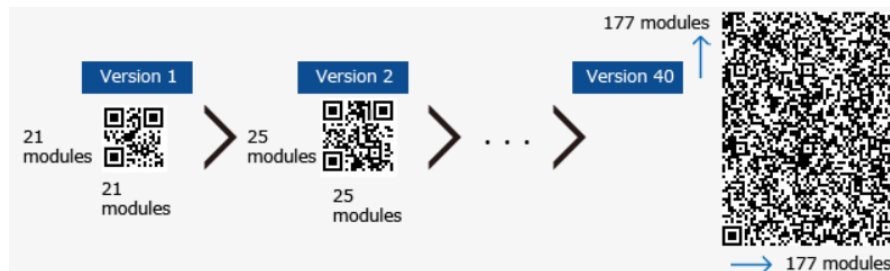 177 modules
Version 1
Version 2
Version 40
21
modules
25
modules
. . .
21
modules
25
modules
177 modules